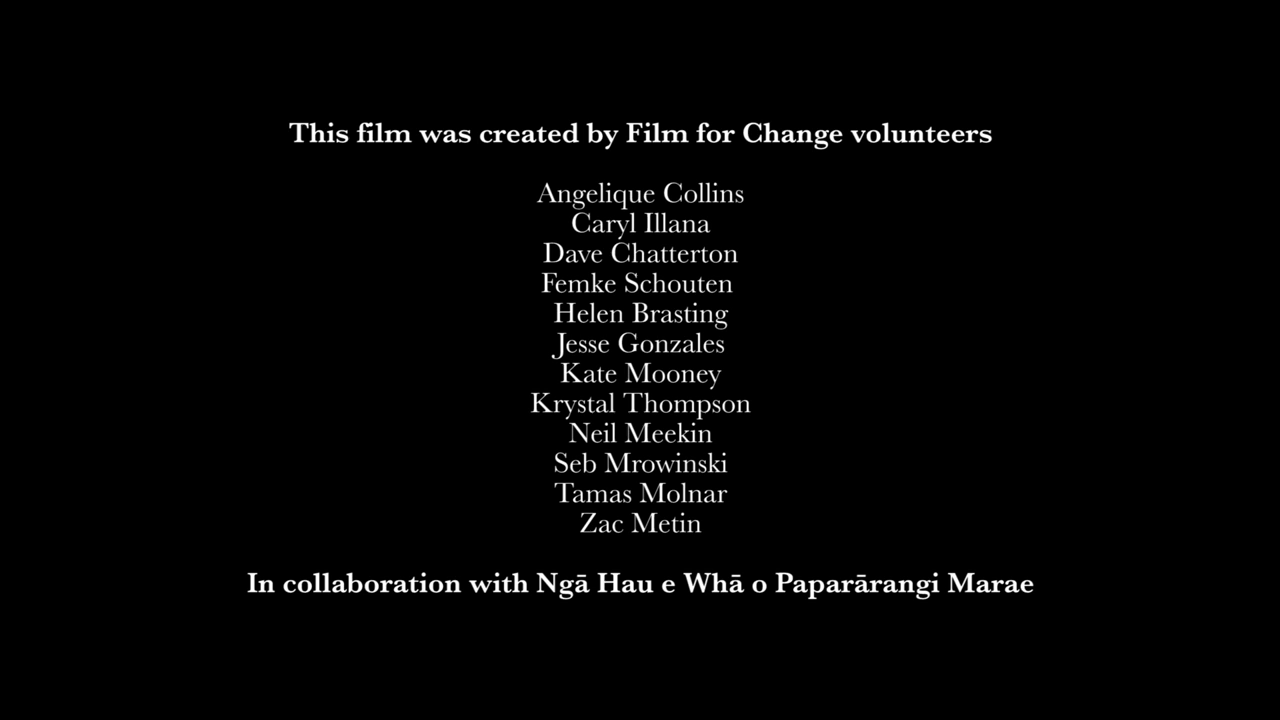 This film was created by Film for Change volunteers
Angelique Collins
Caryl Illana
Dave Chatterton
Femke Schouten
Helen Brasting
Jesse Gonzales
Kate Mooney
Krystal Thompson
Neil Meekin
Seb Mrowinski
Tamas Molnar
Zac Metin
In collaboration with Ngā Hau e Whā o Paparārangi Marae